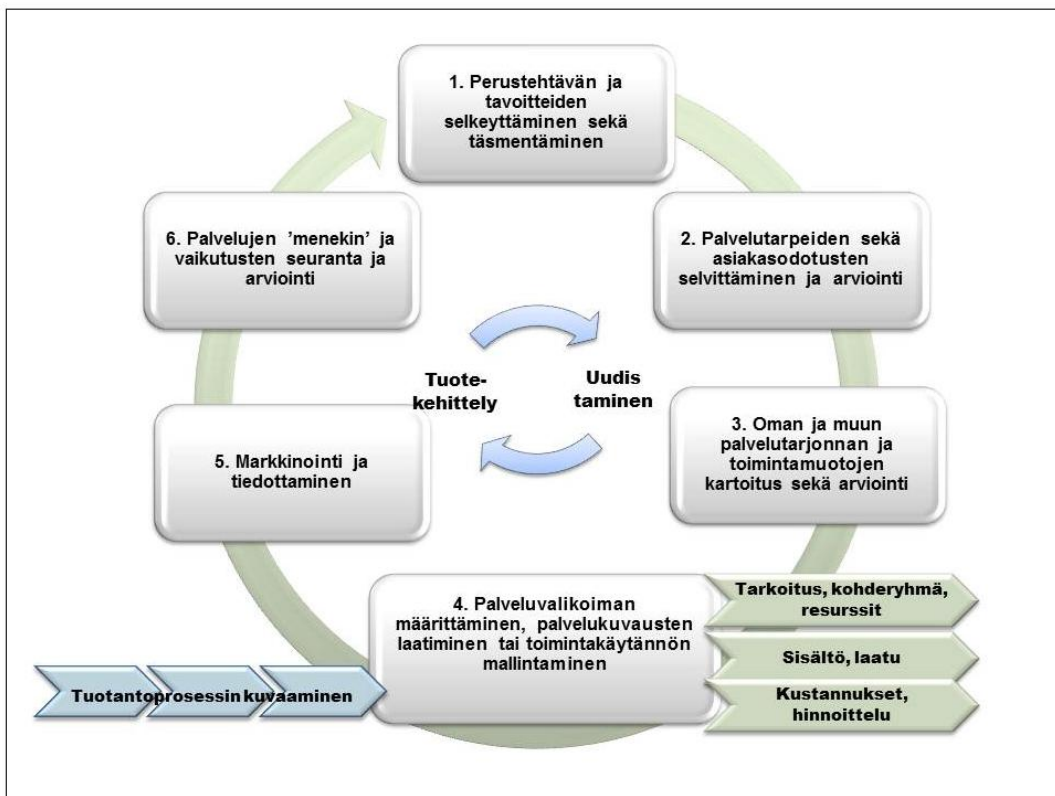 1. Perustehtävän ja
tavoitteiden
selkeyttäminen sekä
täsmentäminen
2. Palvelutarpeiden sekä
asiakasodotusten
selvittäminen ja arviointi
3. Oman ja muun
palvelutarjonnan ja
toimintamuotojen
kartoitus sekä arviointi
4. Palveluvalikoiman
määrittäminen, palvelukuvausten
laatiminen tai toimintakäytännön
mallintaminen
Tarkoitus, kohderyhmä,
resurssit
Sisältö, laatu
Kustannukset,
hinnoittelu
Tuotantoprosessin kuvaaminen
5. Markkinointi ja
tiedottaminen
6. Palvelujen ’menekin’ ja
vaikutusten seuranta ja
arviointi
Tuote-
kehittely
Uudis
taminen